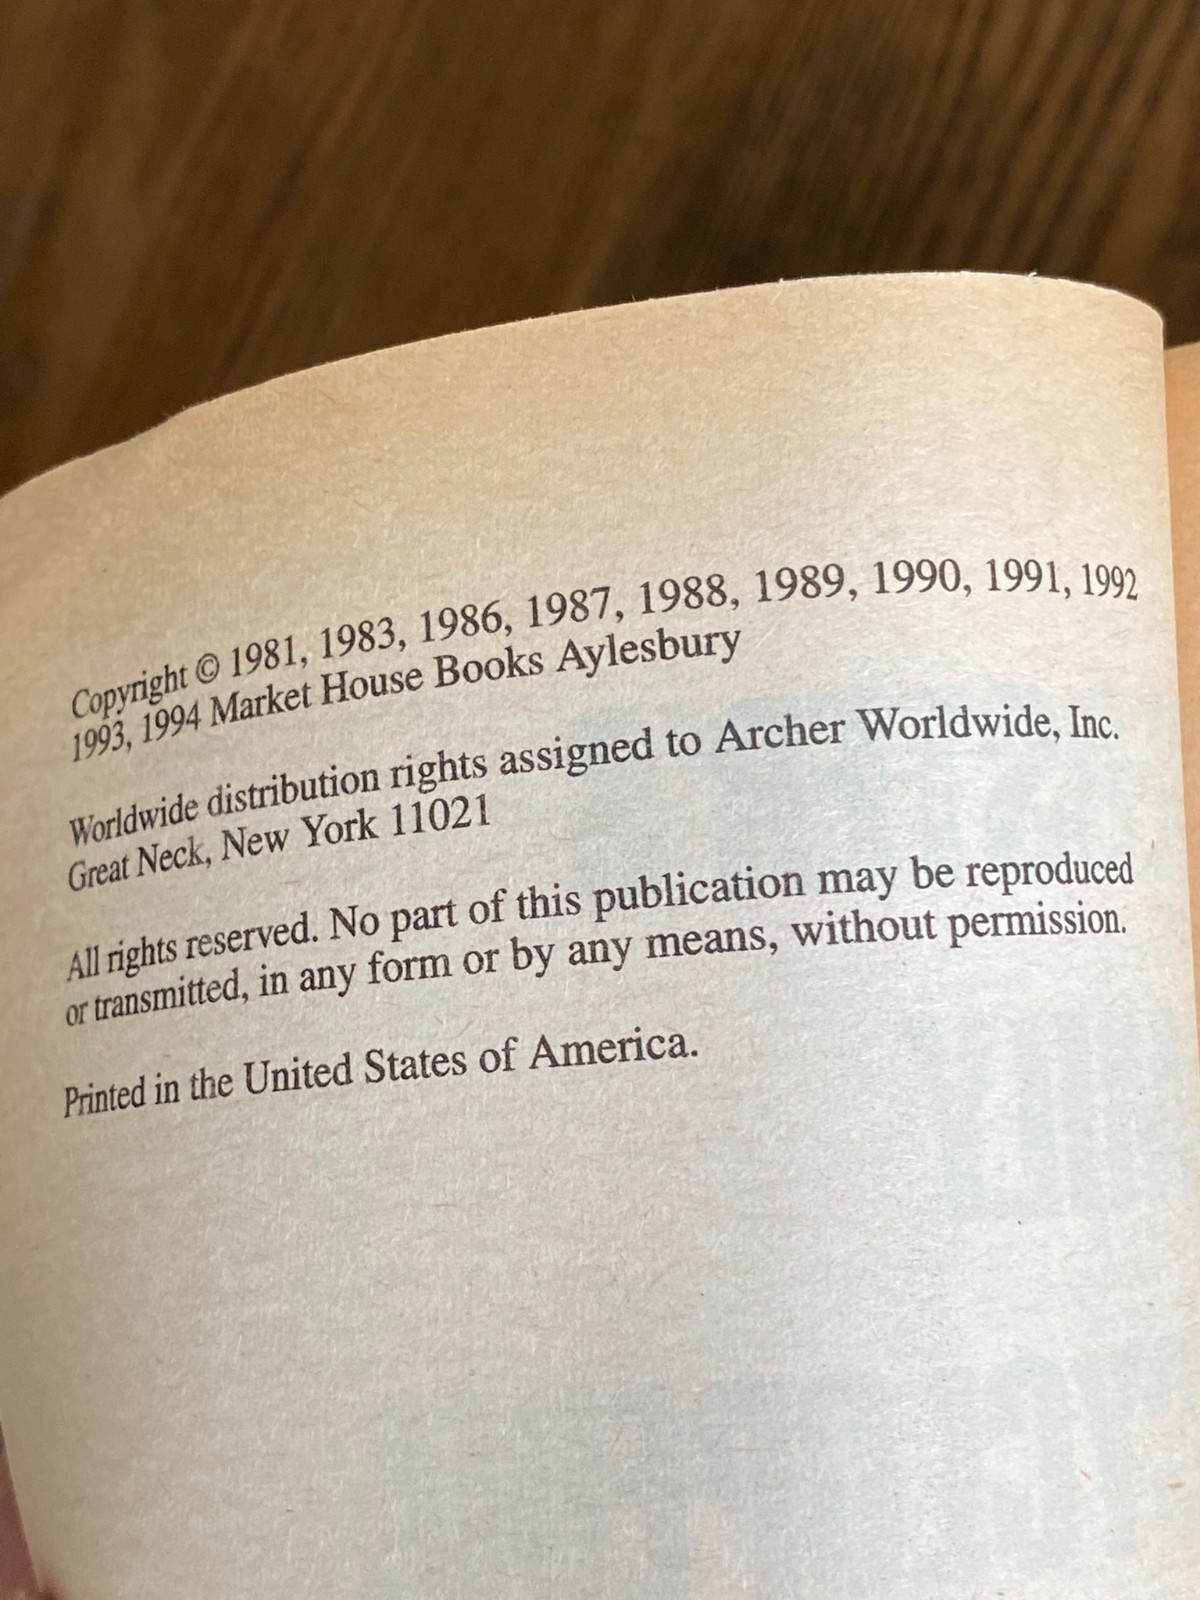 Copyright © 1981, 1983, 1986, 1987, 1988, 1989, 1990, 1991, 1992
1993, 1994 Market House Books Aylesbury
Worldwide distribution rights assigned to Archer Worldwide, Inc.
Great Neck, New York 11021
All rights reserved. No part of this publication may be reproduced
or transmitted, in any form or by any means, without permission.
Printed in the United States of America.